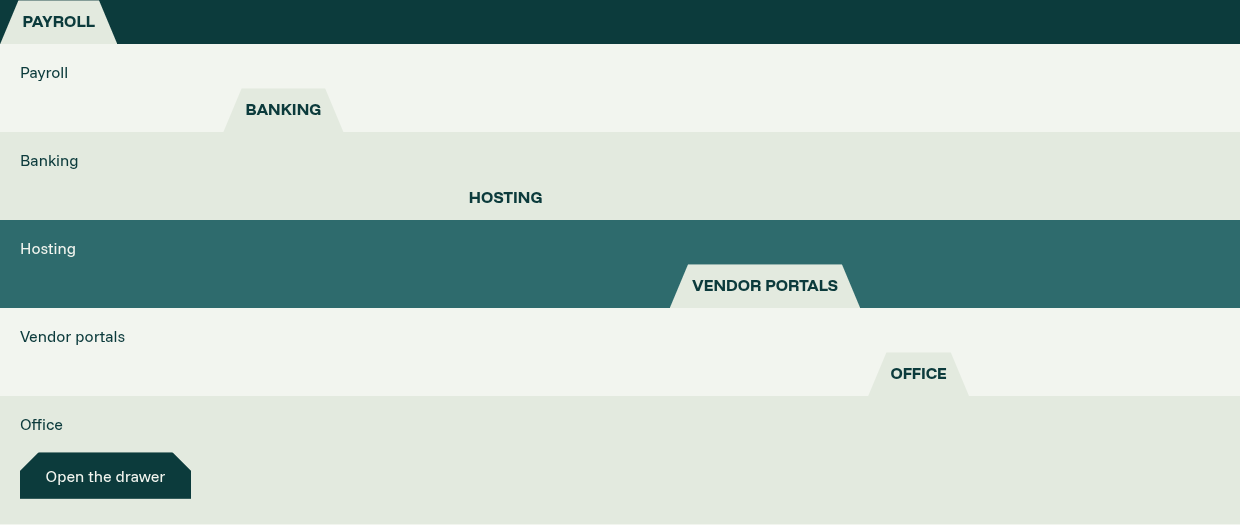 PAYROLL
Payroll
BANKING
Banking
HOSTING
Hosting
VENDOR PORTALS
Vendor portals
OFFICE
Office
Open the drawer